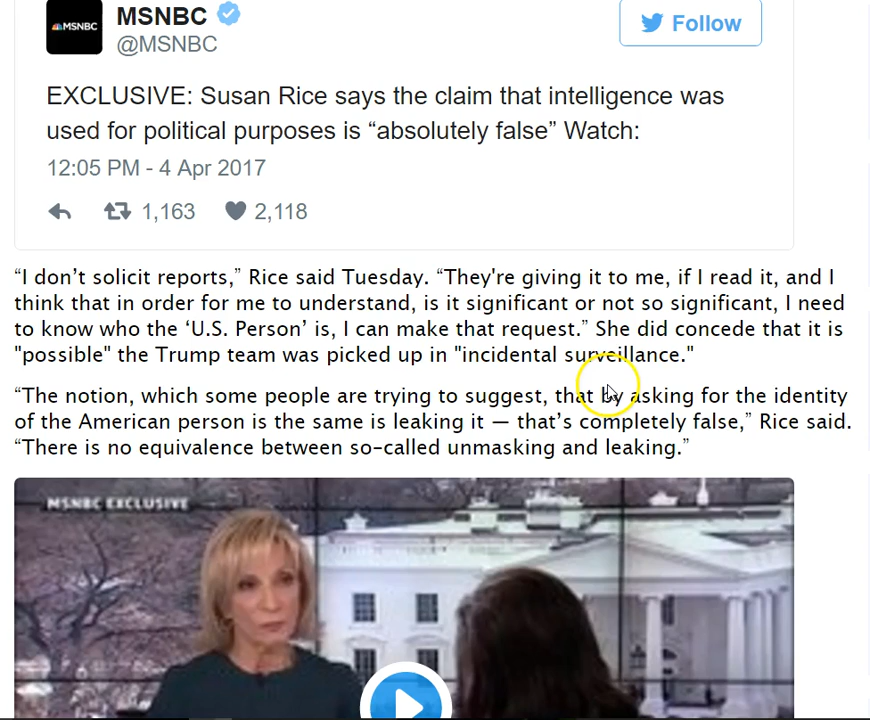 MSNBC
MSNBC
@MSNBC
Follow
EXCLUSIVE: Susan Rice says the claim that intelligence was
used for political purposes is “absolutely false” Watch:
12:05 PM - 4 Apr 2017
1,163
2,118
“I don’t solicit reports,” Rice said Tuesday. “They're giving it to me, if I read it, and I
think that in order for me to understand, is it significant or not so significant, I need
to know who the ‘U.S. Person’ is, I can make that request.” She did concede that it is
"possible" the Trump team was picked up in "incidental surveillance."
“The notion, which some people are trying to suggest, that by asking for the identity
of the American person is the same is leaking it — that’s completely false,” Rice said.
“There is no equivalence between so-called unmasking and leaking.”
MSNBC EXCLUSIVE